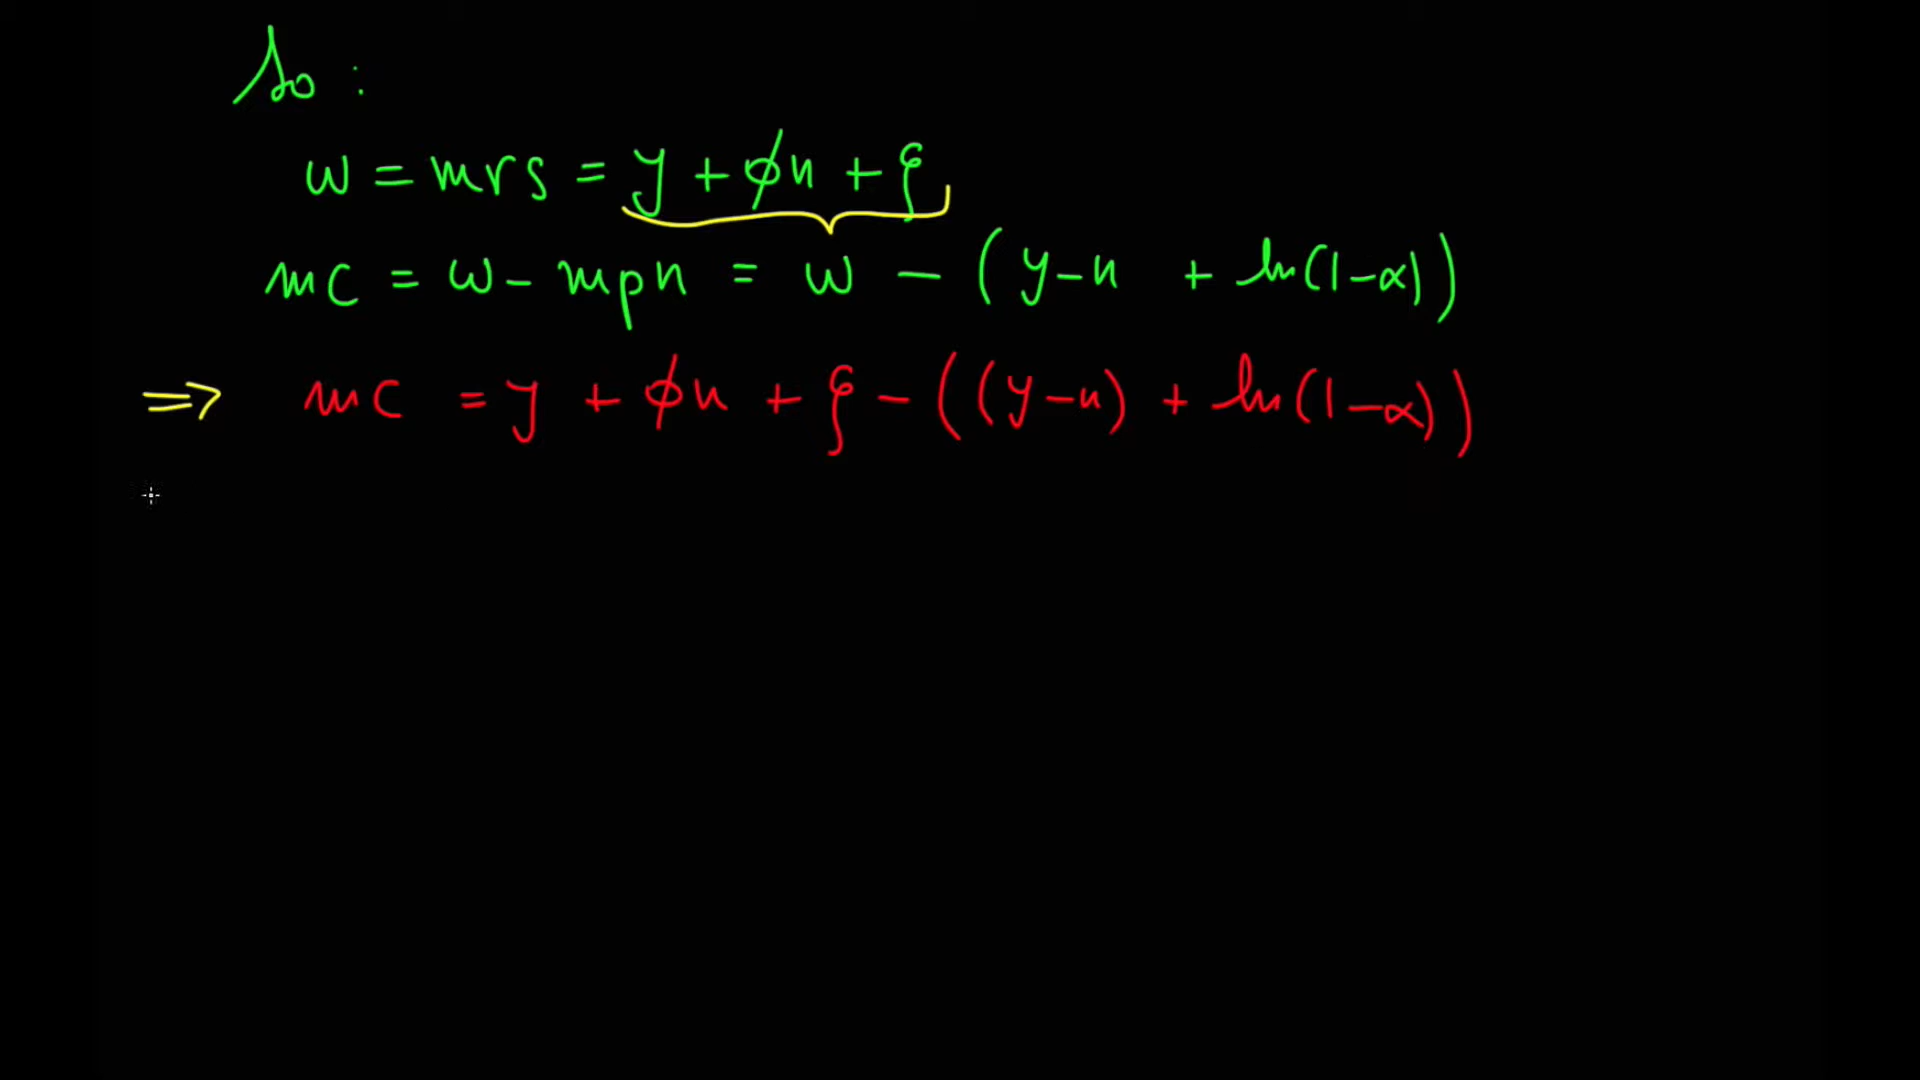 So :
w = mrs = y + ϕn + ξ
mc = w - mpn = w - (y-n + ln(1-α))
⇒ mc = y + ϕn + ξ - ((y-n) + ln(1-α))